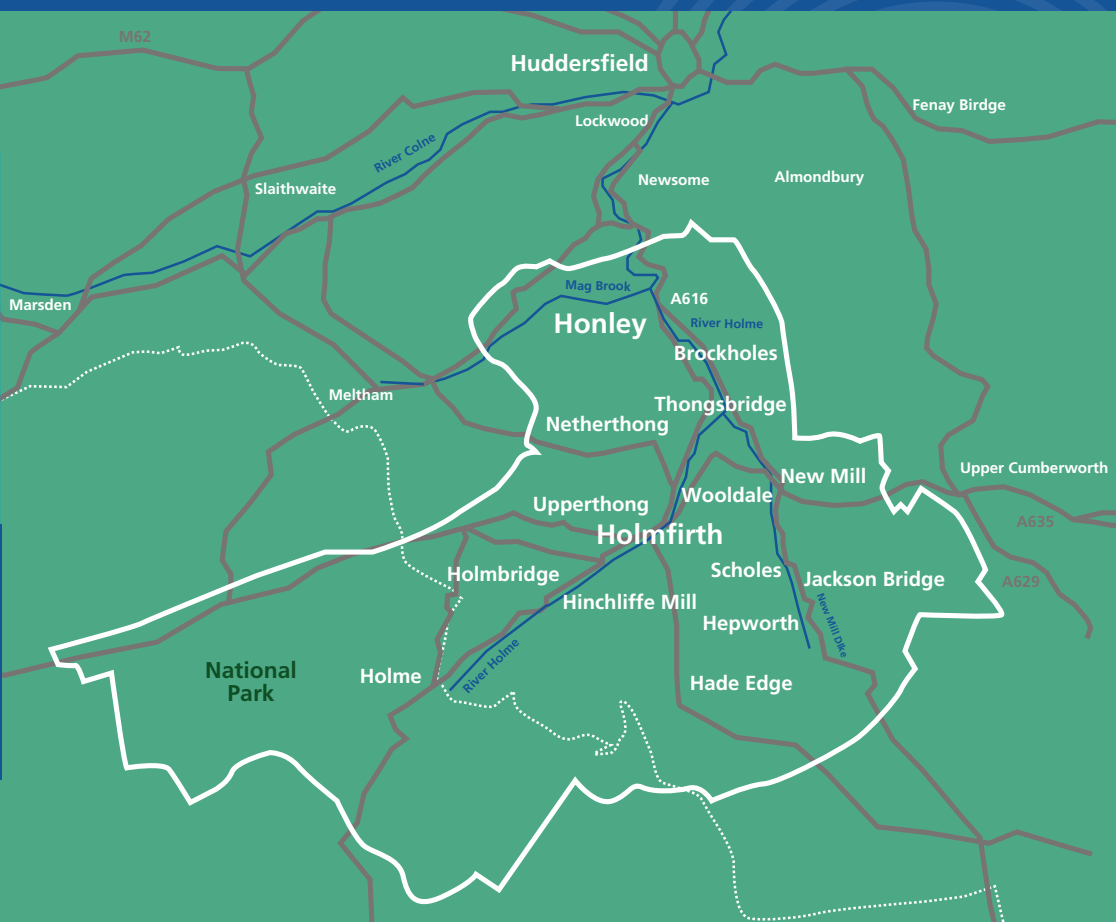 M62
Huddersfield
Fenay Birdge
Lockwood
River Colne
Newsome
Almondbury
Slaithwaite
Mag Brook
A616
Marsden
Honley
River Holme
Brockholes
Meltham
Thongsbridge
Netherthong
Upper Cumberworth
New Mill
Wooldale
Upperthong
A635
Holmfirth
Holmbridge
Scholes
Jackson Bridge
A629
Hinchliffe Mill
Hepworth
New Mill Dike
National
Park
Holme
River Holme
Hade Edge